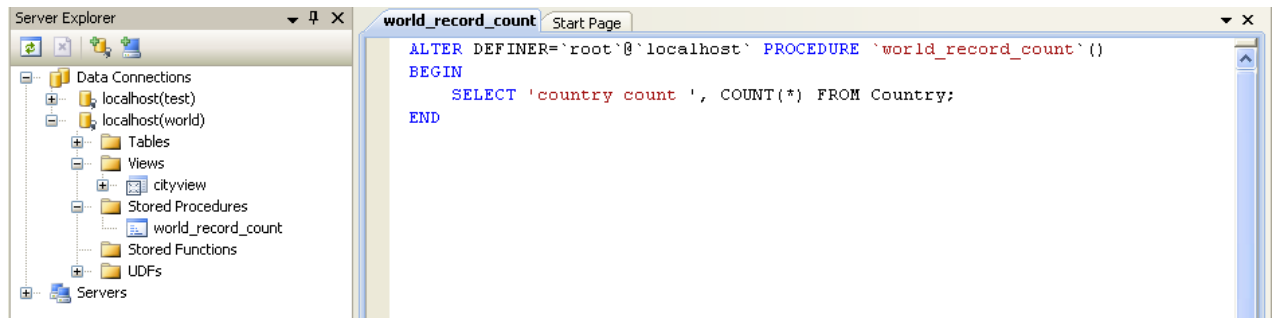 Server Explorer
Data Connections
localhost(test)
localhost(world)
Tables
Views
cityview
Stored Procedures
world_record_count
Stored Functions
UDFs
Servers
world_record_count Start Page
ALTER DEFINER=`root`@`localhost` PROCEDURE `world_record_count`()
BEGIN
SELECT 'country count ', COUNT(*) FROM Country;
END